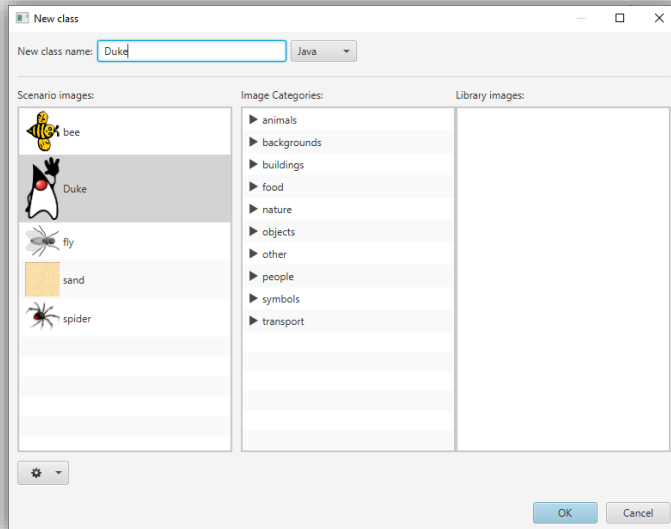 New class
New class name: Duke Java
Scenario images:
bee
Duke
fly
sand
spider
Image Categories:
animals
backgrounds
buildings
food
nature
objects
other
people
symbols
transport
Library images:
OK Cancel